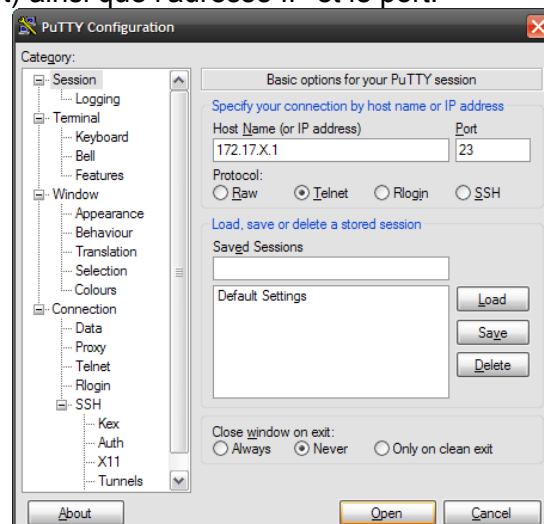 ) ainsi que l'adresse IP et le port.
PuTTY Configuration
Category:
Session
Logging
Terminal
Keyboard
Bell
Features
Window
Appearance
Behaviour
Translation
Selection
Colours
Connection
Data
Proxy
Telnet
Rlogin
SSH
Kex
Auth
X11
Tunnels
Basic options for your PuTTY session
Specify your connection by host name or IP address
Host Name (or IP address) Port
172.17.X.1 23
Protocol:
Raw Telnet Rlogin SSH
Load, save or delete a stored session
Saved Sessions
Default Settings
Load
Save
Delete
Close window on exit:
Always Never Only on clean exit
About Open Cancel